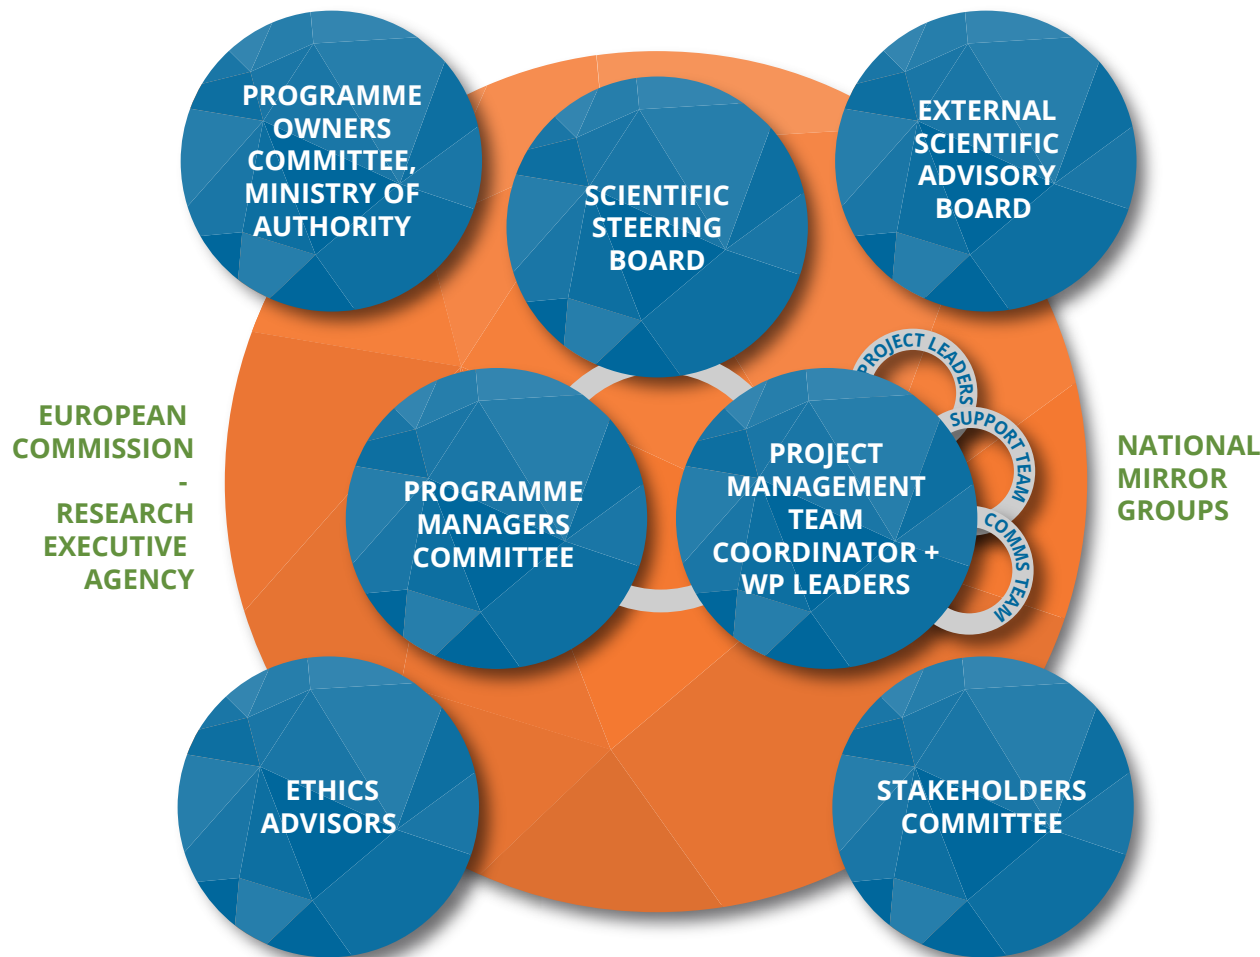 PROGRAMME
OWNERS
COMMITTEE,
MINISTRY OF
AUTHORITY
SCIENTIFIC
STEERING
BOARD
EXTERNAL
SCIENTIFIC
ADVISORY
BOARD
EUROPEAN
COMMISSION
-
RESEARCH
EXECUTIVE
AGENCY
PROGRAMME
MANAGERS
COMMITTEE
PROJECT
MANAGEMENT
TEAM
COORDINATOR +
WP LEADERS
PROJECT LEADERS
SUPPORT TEAM
COMMS TEAM
NATIONAL
MIRROR
GROUPS
ETHICS
ADVISORS
STAKEHOLDERS
COMMITTEE